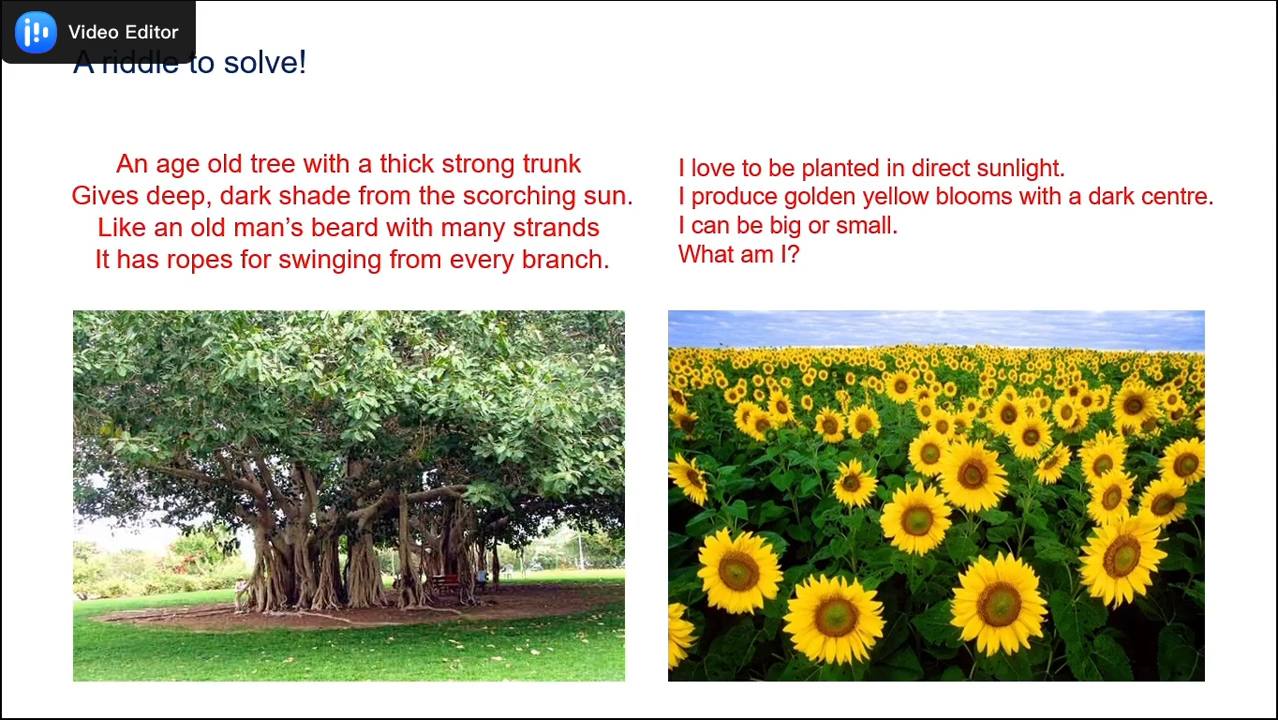 Video Editor
A riddle to solve!
An age old tree with a thick strong trunk
Gives deep, dark shade from the scorching sun.
Like an old man’s beard with many strands
It has ropes for swinging from every branch.
I love to be planted in direct sunlight.
I produce golden yellow blooms with a dark centre.
I can be big or small.
What am I?